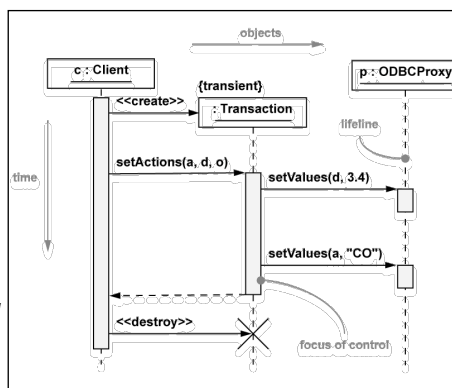 objects
c : Client
p : ODBCProxy
{transient}
<<create>>
: Transaction
lifeline
setActions(a, d, o)
time
setValues(d, 3.4)
setValues(a, "CO")
<<destroy>>
focus of control